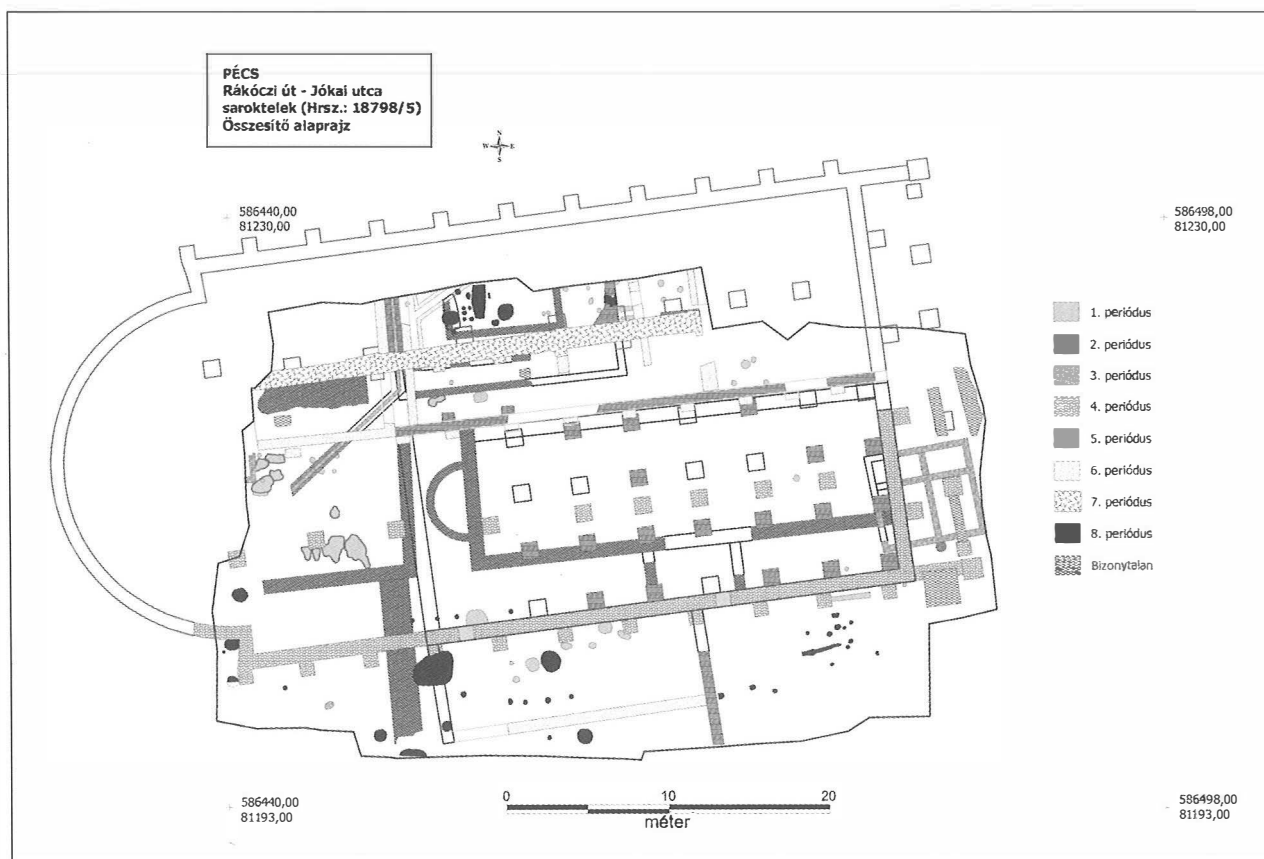 PÉCS
Rákóczi út - Jókai utca
saroktelek (Hrsz.: 18798/5)
Összesítő alaprajz
N
W E
S
586440,00
81230,00
586498,00
81230,00
1. periódus
2. periódus
3. periódus
4. periódus
5. periódus
6. periódus
7. periódus
8. periódus
Bizonytalan
586440,00
81193,00
0 10 20
méter
586498,00
81193,00